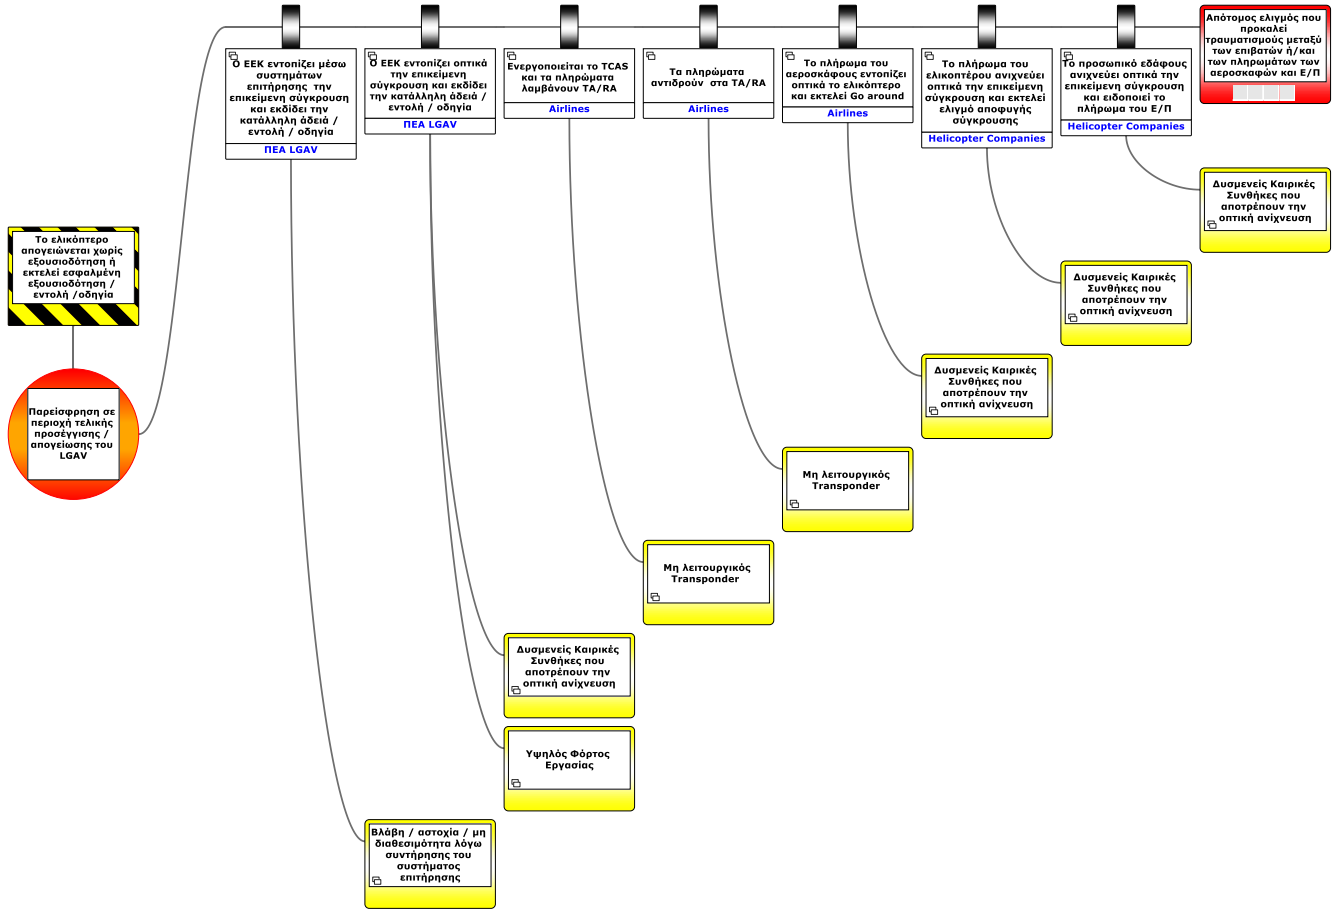 Ο ΕΕΚ εντοπίζει μέσω
συστημάτων
επιτήρησης  την
επικείμενη σύγκρουση
και εκδίδει την
κατάλληλη άδειά /
εντολή / οδηγία
ΠΕΑ LGAV
Ο ΕΕΚ εντοπίζει οπτικά
την επικείμενη
σύγκρουση και εκδίδει
την κατάλληλη άδειά /
εντολή / οδηγία
ΠΕΑ LGAV
Ενεργοποιείται το TCAS
και τα πληρώματα
λαμβάνουν TA/RA
Airlines
Τα πληρώματα
αντιδρούν  στα TA/RA
Airlines
Το πλήρωμα του
αεροσκάφους εντοπίζει
οπτικά το ελικόπτερο
και εκτελεί Go around
Airlines
Το πλήρωμα του
ελικοπτέρου ανιχνεύει
οπτικά την επικείμενη
σύγκρουση και εκτελεί
ελιγμό αποφυγής
σύγκρουσης
Helicopter Companies
Το προσωπικό εδάφους
ανιχνεύει οπτικά την
επικείμενη σύγκρουση
και ειδοποιεί το
πλήρωμα του Ε/Π
Helicopter Companies
Απότομος ελιγμός που
προκαλεί
τραυματισμούς μεταξύ
των επιβατών ή/και
των πληρωμάτων των
αεροσκαφών και Ε/Π
Δυσμενείς Καιρικές
Συνθήκες που
αποτρέπουν την
οπτική ανίχνευση
Το ελικόπτερο
απογειώνεται χωρίς
εξουσιοδότηση ή
εκτελεί εσφαλμένη
εξουσιοδότηση /
εντολή /οδηγία
Δυσμενείς Καιρικές
Συνθήκες που
αποτρέπουν την
οπτική ανίχνευση
Δυσμενείς Καιρικές
Συνθήκες που
αποτρέπουν την
οπτική ανίχνευση
Παρείσφρηση σε
περιοχή τελικής
προσέγγισης /
απογείωσης του
LGAV
Μη λειτουργικός
Transponder
Μη λειτουργικός
Transponder
Δυσμενείς Καιρικές
Συνθήκες που
αποτρέπουν την
οπτική ανίχνευση
Υψηλός Φόρτος
Εργασίας
Βλάβη / αστοχία / μη
διαθεσιμότητα λόγω
συντήρησης του
συστήματος
επιτήρησης